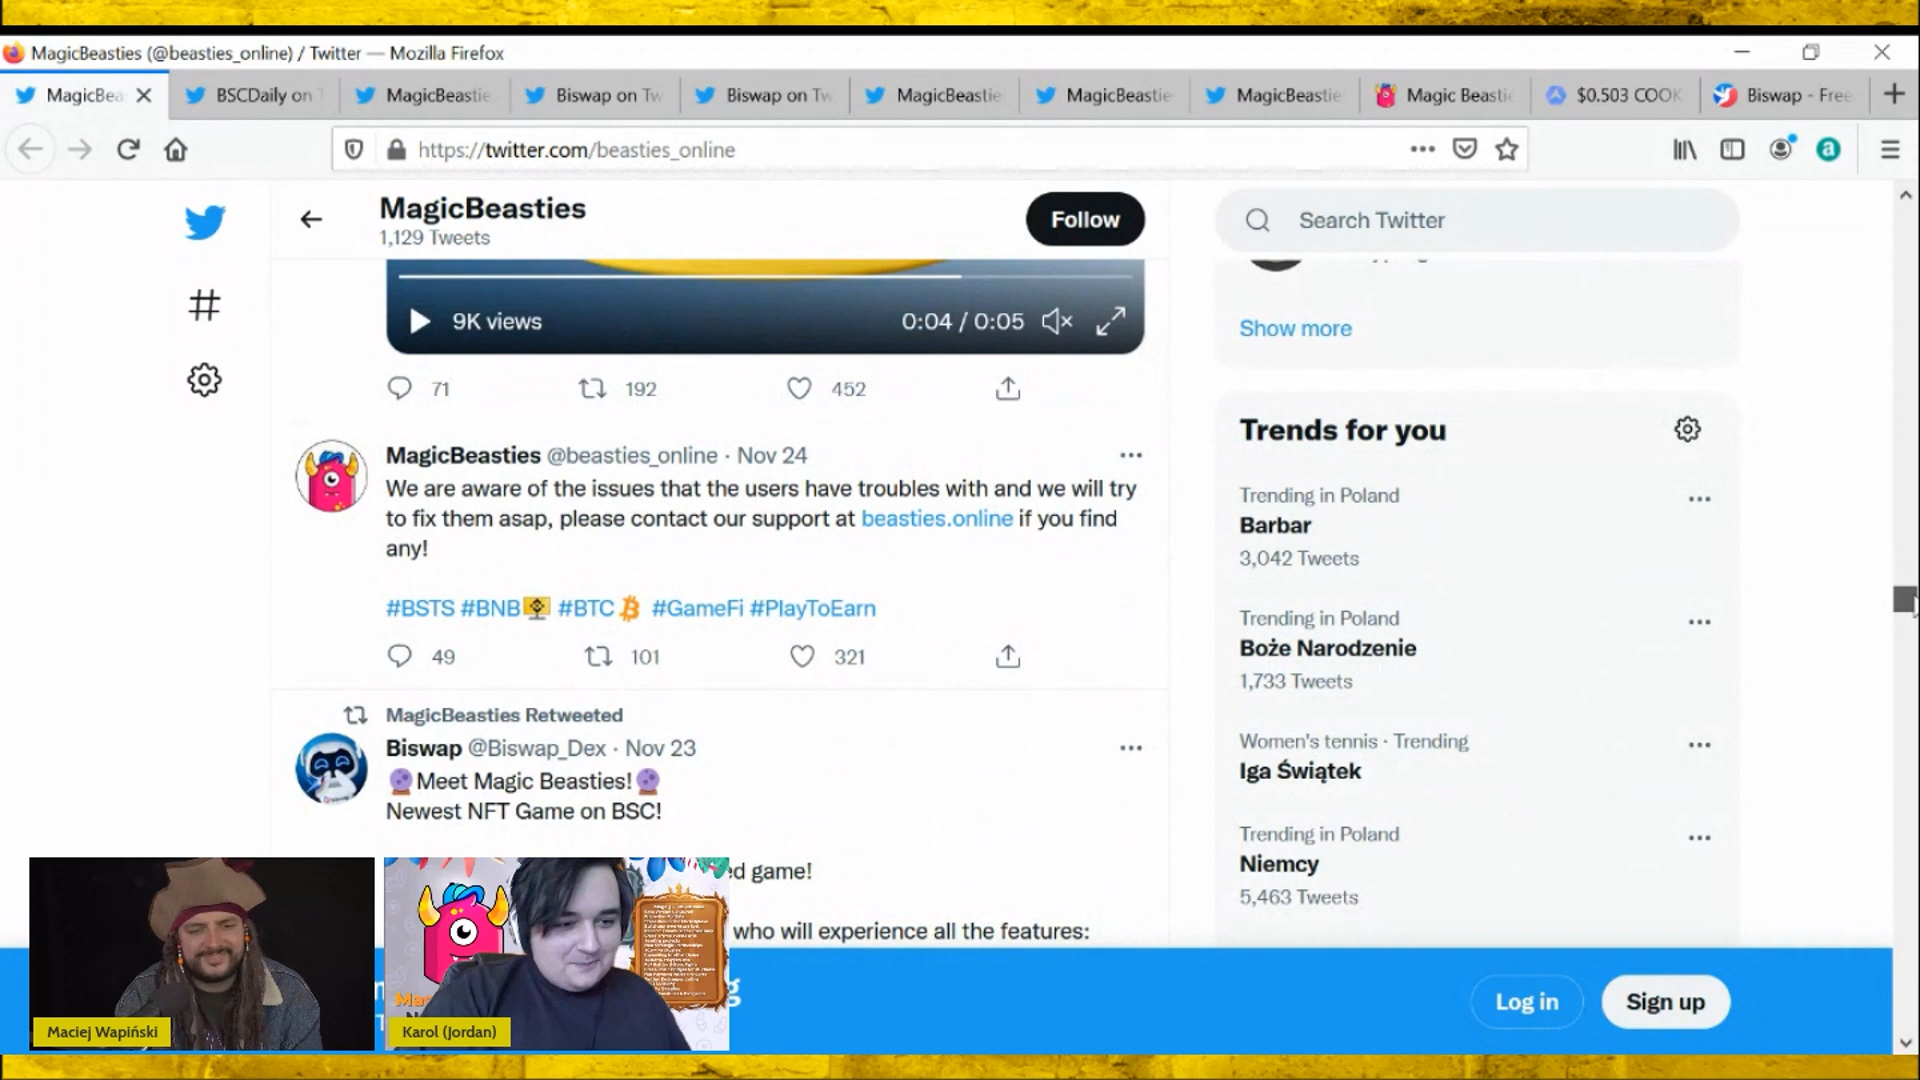 MagicBeasties (@beasties_online) / Twitter — Mozilla Firefox
MagicBea
BSCDaily on
MagicBeastie
Biswap on Tw
Biswap on Tw
MagicBeastie
MagicBeastie
MagicBeastie
Magic Beasti
$0.503 COOK
Biswap - Free
https://twitter.com/beasties_online
MagicBeasties
1,129 Tweets
Follow
Search Twitter
9K views
0:04 / 0:05
71
192
452
Show more
MagicBeasties @beasties_online · Nov 24
We are aware of the issues that the users have troubles with and we will try
to fix them asap, please contact our support at beasties.online if you find
any!
#BSTS #BNB #BTC #GameFi #PlayToEarn
49
101
321
MagicBeasties Retweeted
Biswap @Biswap_Dex · Nov 23
🔮Meet Magic Beasties!🔮
Newest NFT Game on BSC!
ed game!
who will experience all the features:
Trends for you
Trending in Poland
Barbar
3,042 Tweets
Trending in Poland
Boże Narodzenie
1,733 Tweets
Women's tennis · Trending
Iga Świątek
Trending in Poland
Niemcy
5,463 Tweets
Log in
Sign up
Maciej Wapiński
Karol (Jordan)